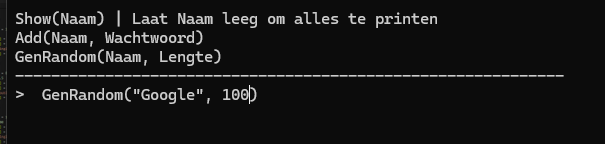 Show(Naam) | Laat Naam leeg om alles te printen
Add(Naam, Wachtwoord)
GenRandom(Naam, Lengte)
-------------------------------------------------------------
>  GenRandom("Google", 100)